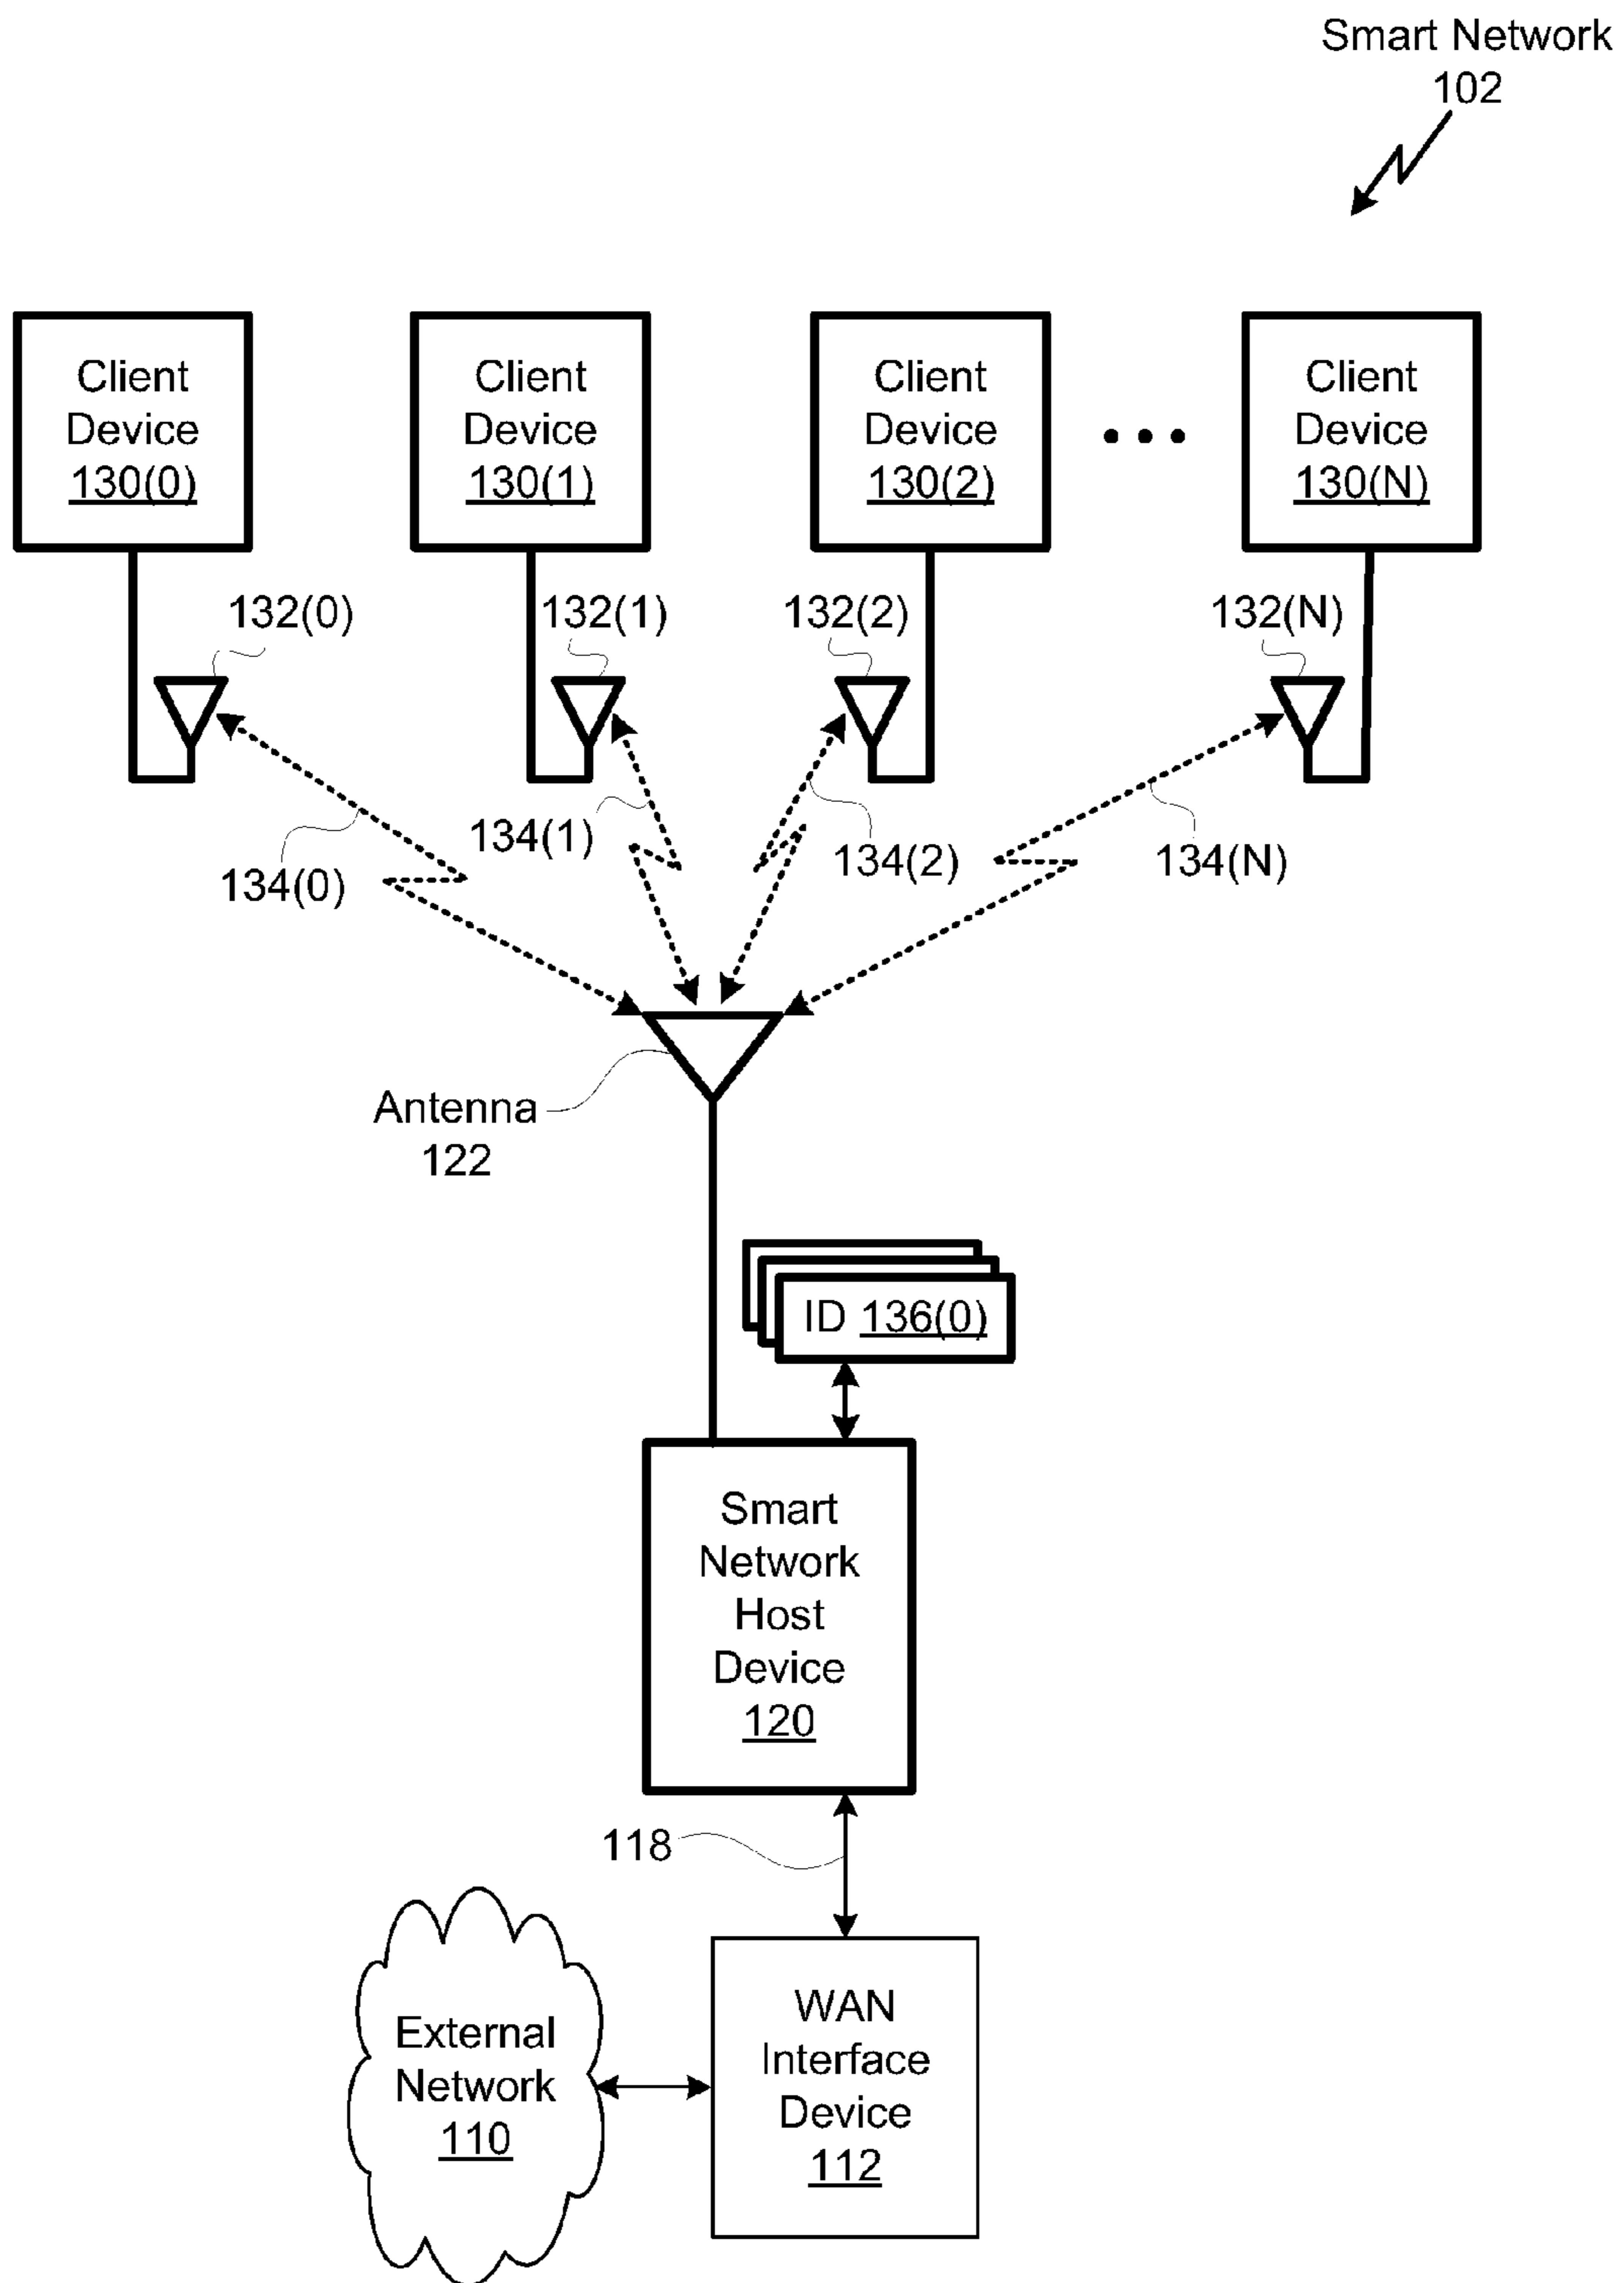 Smart Network
102
Client
Device
130(0)
Client
Device
130(1)
Client
Device
130(2)
Client
Device
130(N)
132(0)
132(1)
132(2)
132(N)
134(0)
134(1)
134(2)
134(N)
Antenna
122
ID 136(0)
Smart
Network
Host
Device
120
118
External
Network
110
WAN
Interface
Device
112